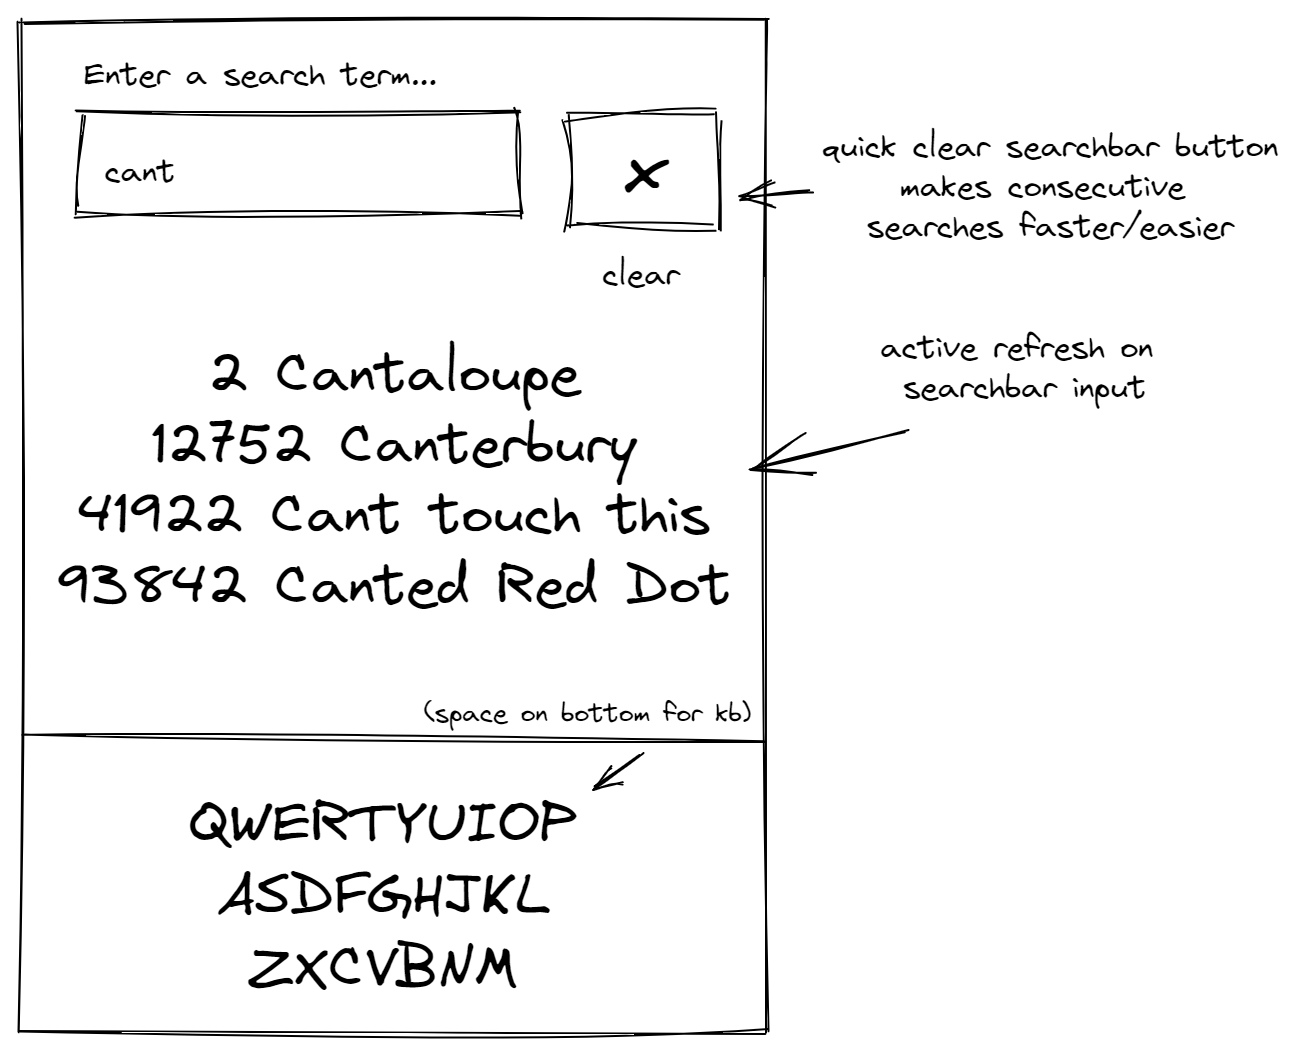 Enter a search term...
cant
x
clear
quick clear searchbar button
makes consecutive
searches faster/easier
active refresh on
searchbar input
2 Cantaloupe
12752 Canterbury
41922 Cant touch this
93842 Canted Red Dot
(space on bottom for kb)
QWERTYUIOP
ASDFGHJKL
ZXCVBNM